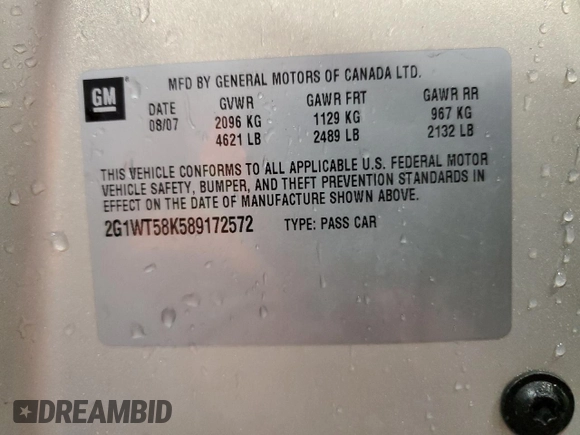 GM
MFD BY GENERAL MOTORS OF CANADA LTD.
DATE GVWR GAWR FRT GAWR RR
08/07 2096 KG 1129 KG 967 KG
4621 LB 2489 LB 2132 LB
THIS VEHICLE CONFORMS TO ALL APPLICABLE U.S. FEDERAL MOTOR
VEHICLE SAFETY, BUMPER, AND THEFT PREVENTION STANDARDS IN
EFFECT ON THE DATE OF MANUFACTURE SHOWN ABOVE.
2G1WT58K589172572 TYPE: PASS CAR
DREAMBID